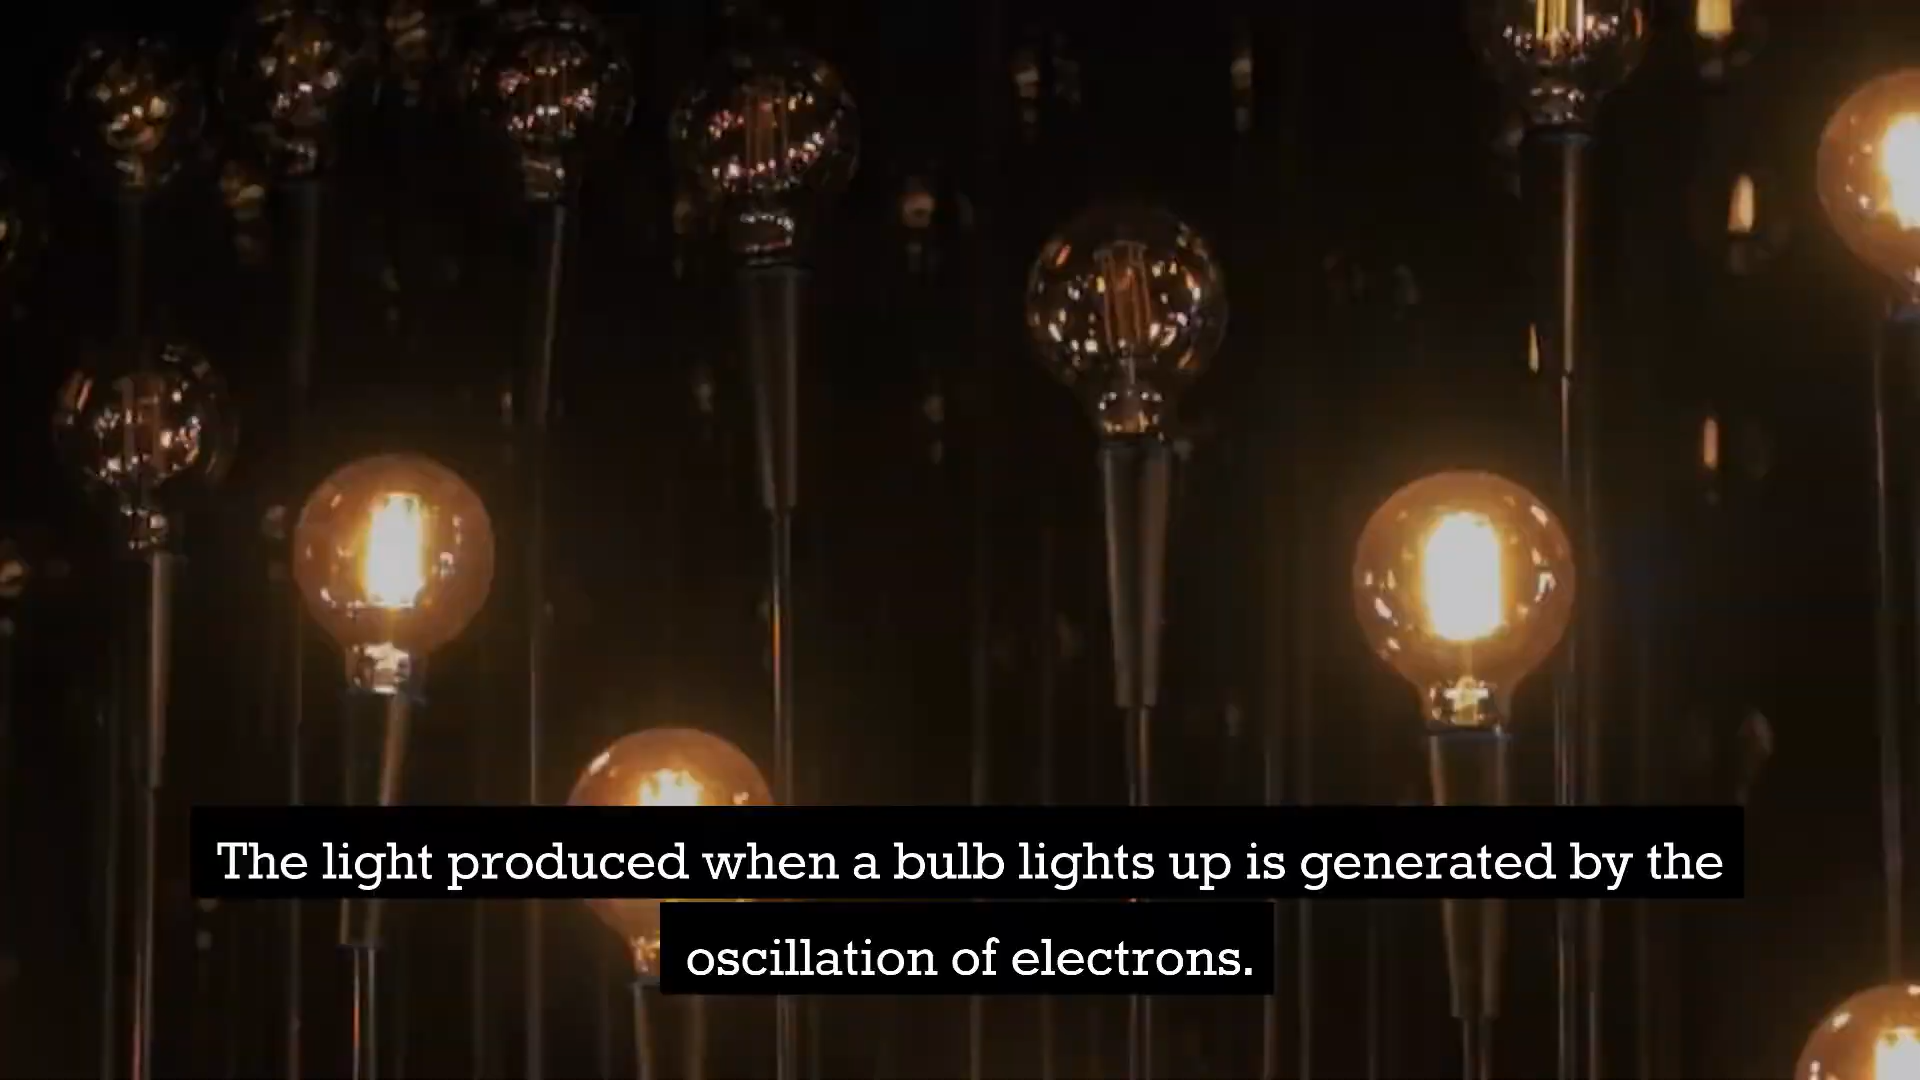 The light produced when a bulb lights up is generated by the
oscillation of electrons.